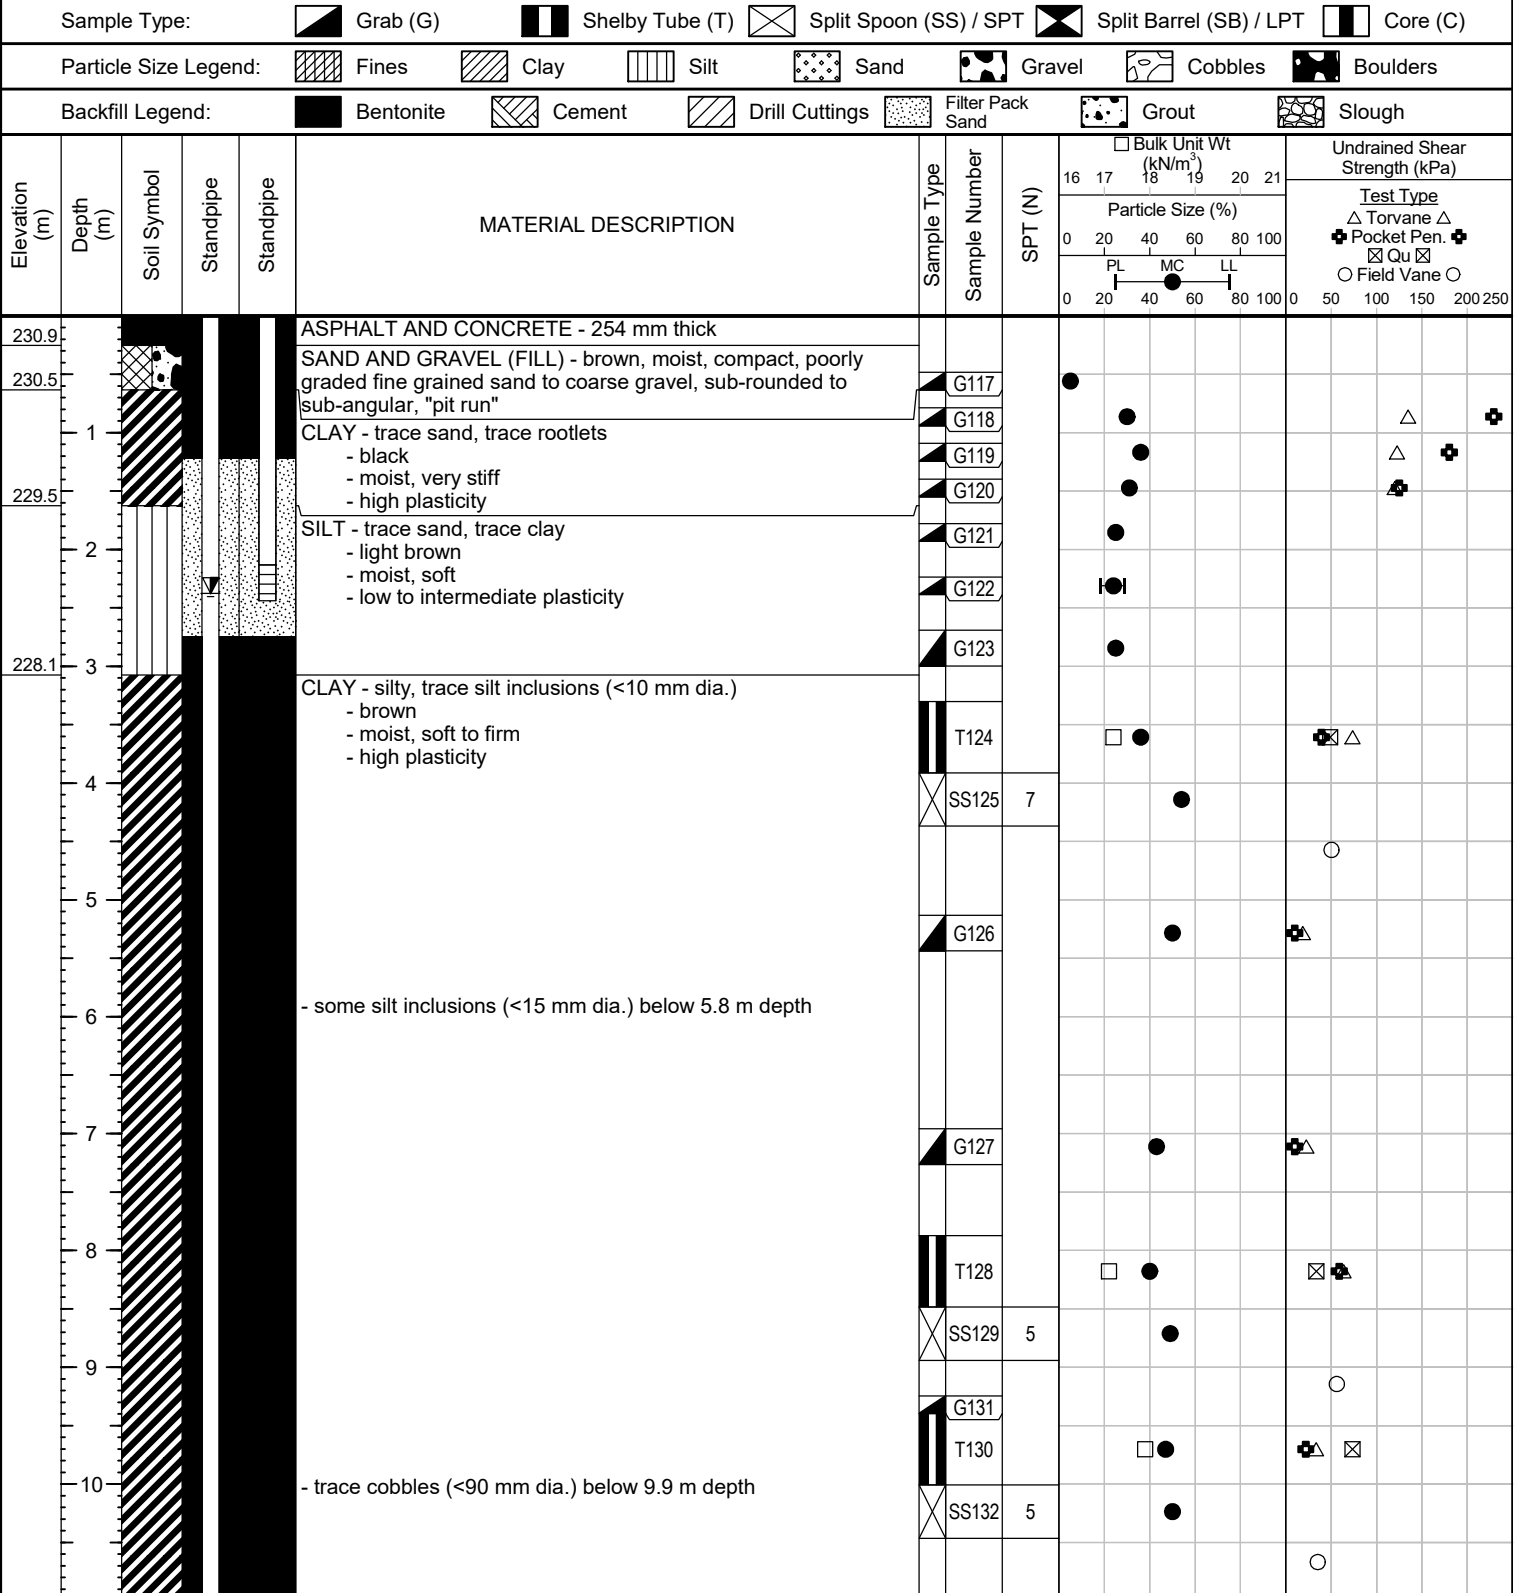 Sample Type: Grab (G) Shelby Tube (T) Split Spoon (SS) / SPT Split Barrel (SB) / LPT Core (C)
Particle Size Legend: Fines Clay Silt Sand Gravel Cobbles Boulders
Backfill Legend: Bentonite Cement Drill Cuttings Filter Pack Sand Grout Slough
Elevation (m)
Depth (m)
Soil Symbol
Standpipe
Standpipe
MATERIAL DESCRIPTION
Sample Type
Sample Number
SPT (N)
Bulk Unit Wt
(kN/m3)
16 17 18 19 20 21
Particle Size (%)
0 20 40 60 80 100
PL MC LL
0 20 40 60 80 100
Undrained Shear
Strength (kPa)
Test Type
Torvane
Pocket Pen.
Qu
Field Vane
0 50 100 150 200 250
230.9
ASPHALT AND CONCRETE - 254 mm thick
SAND AND GRAVEL (FILL) - brown, moist, compact, poorly
230.5
graded fine grained sand to coarse gravel, sub-rounded to
G117
sub-angular, "pit run"
G118
1
CLAY - trace sand, trace rootlets
- black
G119
- moist, very stiff
G120
229.5
- high plasticity
SILT - trace sand, trace clay
G121
2
- light brown
- moist, soft
G122
- low to intermediate plasticity
G123
228.1
3
CLAY - silty, trace silt inclusions (<10 mm dia.)
- brown
- moist, soft to firm
T124
- high plasticity
4
SS125 7
5
G126
- some silt inclusions (<15 mm dia.) below 5.8 m depth
6
7
G127
8
T128
SS129 5
9
G131
T130
10
- trace cobbles (<90 mm dia.) below 9.9 m depth
SS132 5